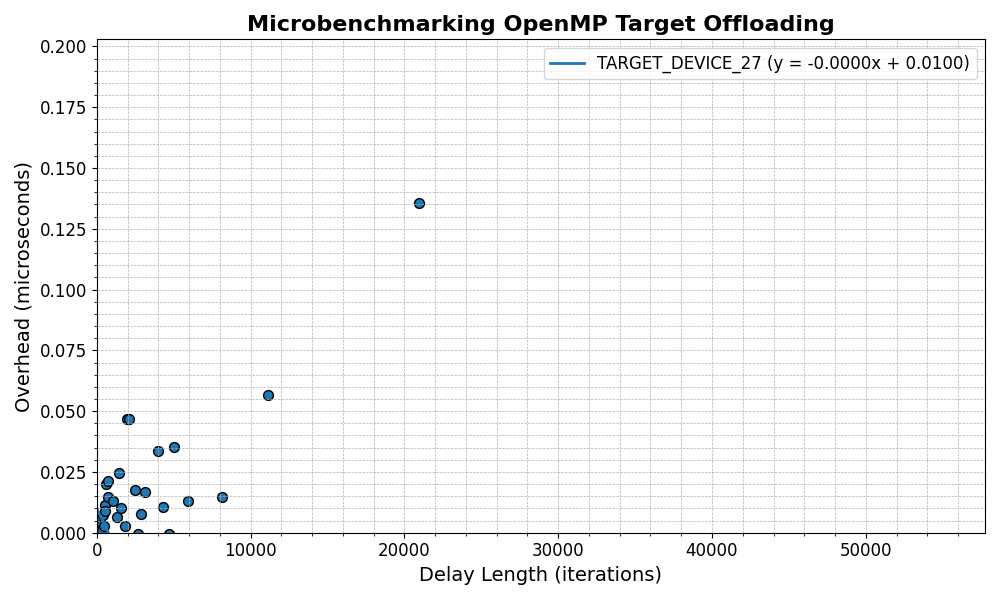 Microbenchmarking OpenMP Target Offloading
TARGET_DEVICE_27 (y = -0.0000x + 0.0100)
Overhead (microseconds)
0.200
0.175
0.150
0.125
0.100
0.075
0.050
0.025
0.000
0 10000 20000 30000 40000 50000
Delay Length (iterations)